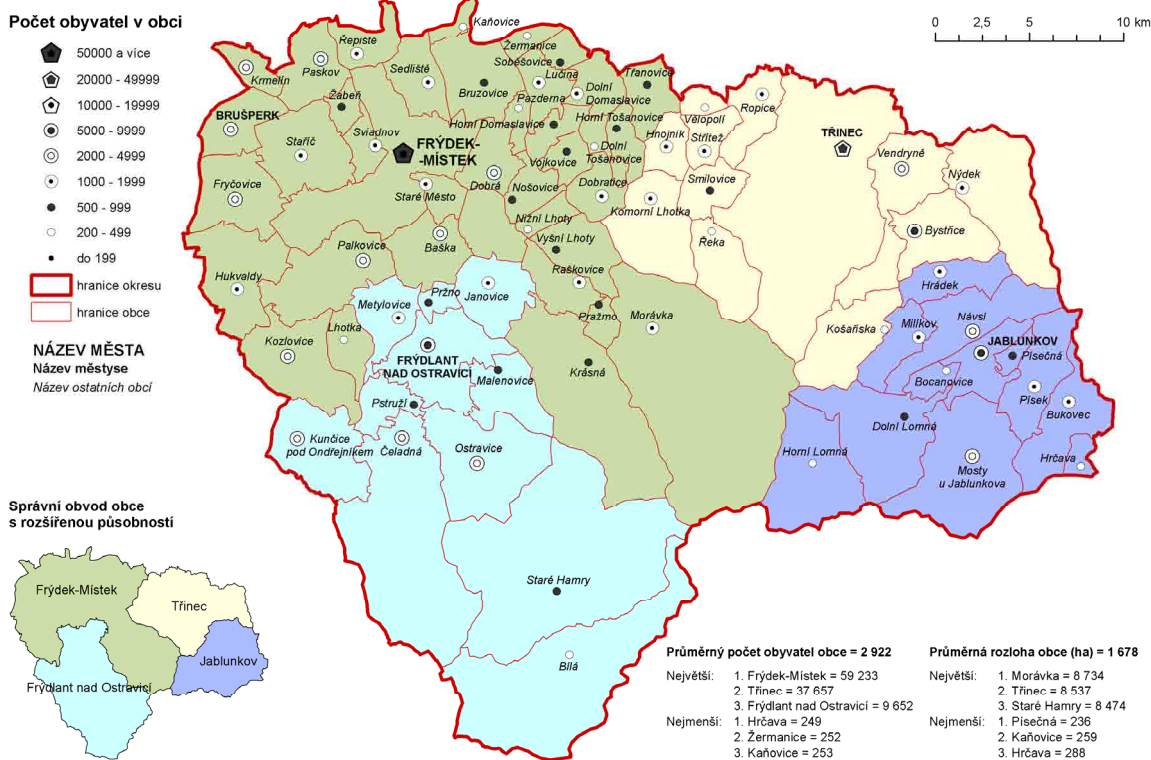 Počet obyvatel v obci
50000 a více
20000 - 49999
10000 - 19999
5000 - 9999
2000 - 4999
1000 - 1999
500 - 999
200 - 499
do 199
hranice okresu
hranice obce
NÁZEV MĚSTA
Název městyse
Název ostatních obcí
0 2,5 5 10 km
Kaňovice
Řepiště
Žermanice
Soběšovice
Krmelín
Paskov
Sedliště
Lučina
Třanovice
Žabeň
Bruzovice
Pazderna
Dolní
Domaslavice
Vělopolí
Ropice
BRUŠPERK
Horní Domaslavice
Horní Tošanovice
Staříč
Sviadnov
FRÝDEK-
-MÍSTEK
Hnojník
Střítež
TŘINEC
Vojkovice
Dolní
Tošanovice
Vendryně
Fryčovice
Staré Město
Dobrá
Nošovice
Dobratice
Smilovice
Nýdek
Komorní Lhotka
Nižní Lhoty
Palkovice
Baška
Vyšní Lhoty
Řeka
Bystřice
Hukvaldy
Metylovice
Pržno
Janovice
Raškovice
Hrádek
Pražmo
Morávka
Lhotka
Kozlovice
Košařiska
Milíkov
Návsí
JABLUNKOV
Písečná
FRÝDLANT
NAD OSTRAVICÍ
Malenovice
Krásná
Bocanovice
Písek
Bukovec
Pstruží
Dolní Lomná
Kunčice
pod Ondřejníkem
Čeladná
Ostravice
Horní Lomná
Mosty
u Jablunkova
Hrčava
Staré Hamry
Bílá
Správní obvod obce
s rozšířenou působností
Frýdek-Místek
Třinec
Jablunkov
Frýdlant nad Ostravicí
Průměrný počet obyvatel obce = 2 922
Největší: 1. Frýdek-Místek = 59 233
2. Třinec = 37 657
3. Frýdlant nad Ostravicí = 9 652
Nejmenší: 1. Hrčava = 249
2. Žermanice = 252
3. Kaňovice = 253
Průměrná rozloha obce (ha) = 1 678
Největší: 1. Morávka = 8 734
2. Třinec = 8 537
3. Staré Hamry = 8 474
Nejmenší: 1. Písečná = 236
2. Kaňovice = 259
3. Hrčava = 288